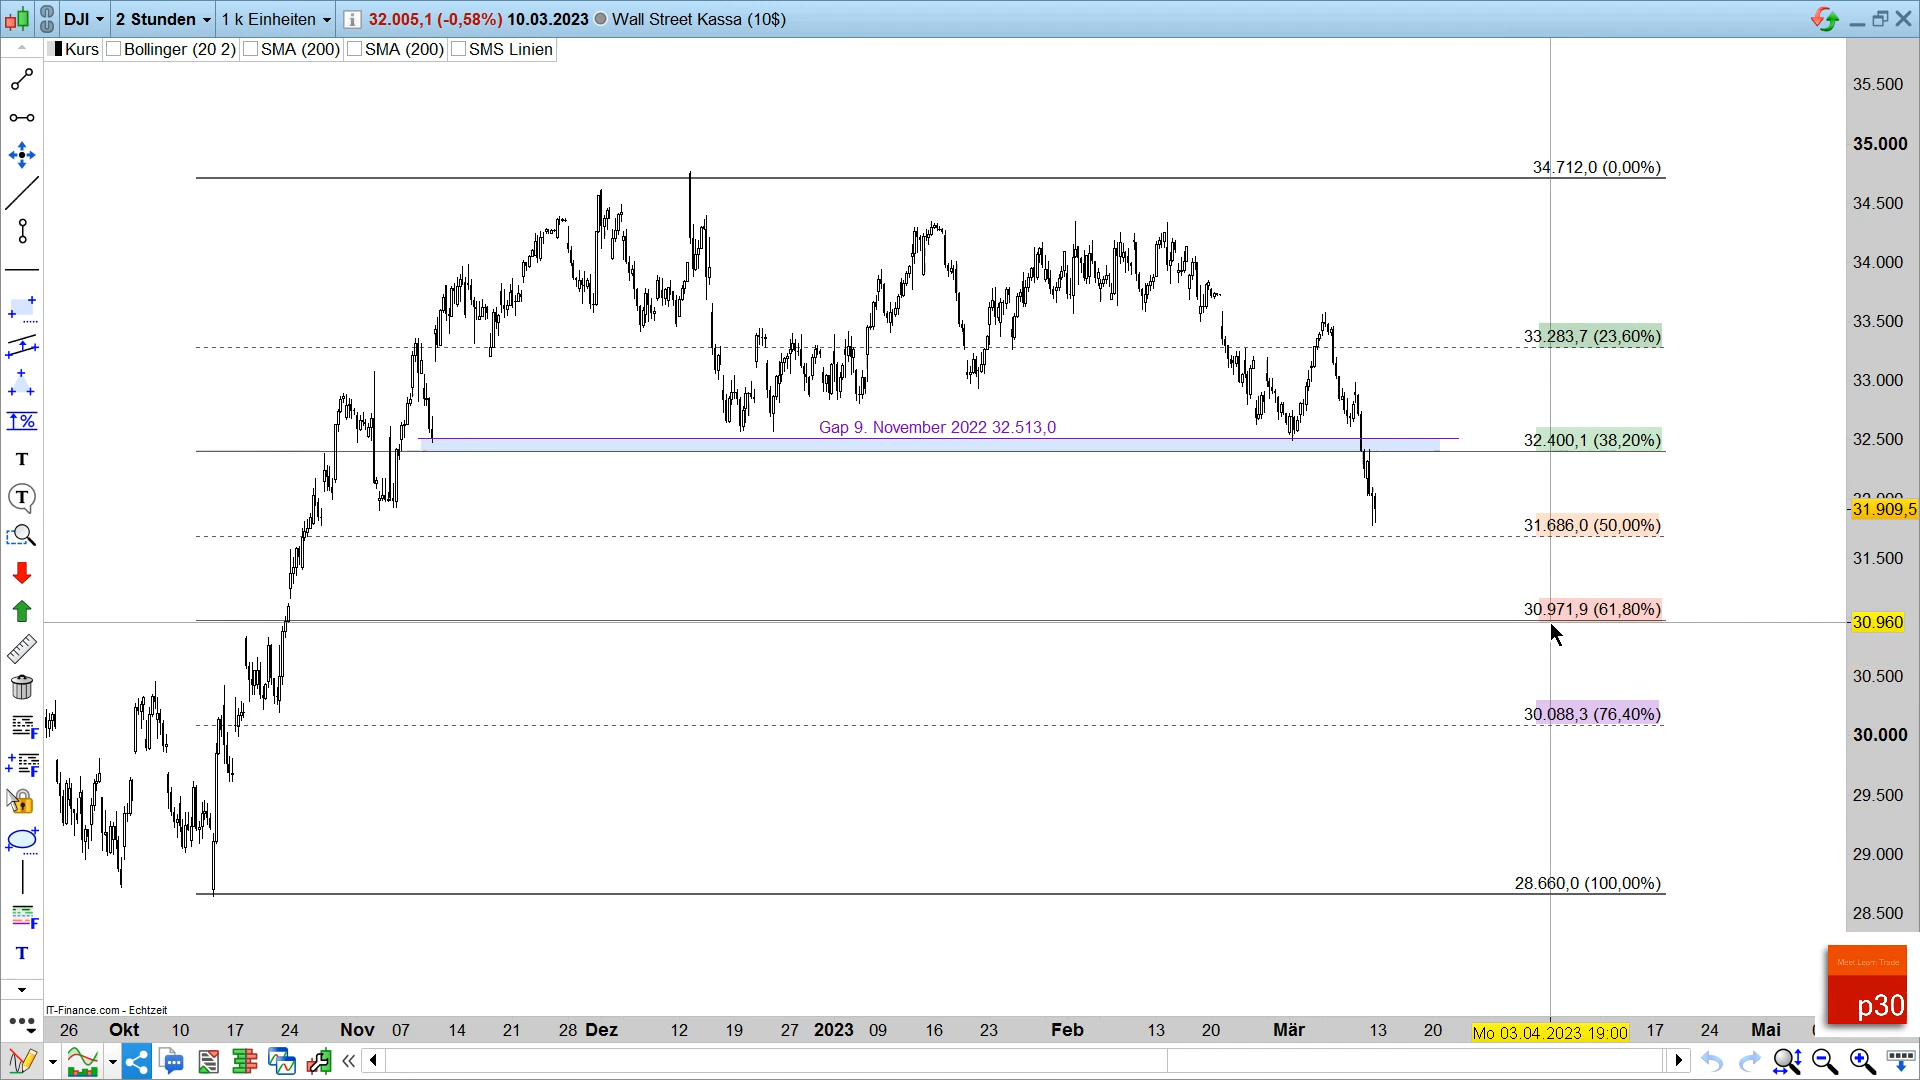 DJI 2 Stunden 1 k Einheiten 32.005,1 (-0,58%) 10.03.2023 Wall Street Kassa (10$)
Kurs Bollinger (20 2) SMA (200) SMA (200) SMS Linien
35.500
35.000
34.712,0 (0,00%)
34.500
34.000
33.500
33.283,7 (23,60%)
33.000
Gap 9. November 2022 32.513,0
32.400,1 (38,20%)
32.500
32.000
31.909,5
31.686,0 (50,00%)
31.500
30.971,9 (61,80%)
30.960
30.500
30.088,3 (76,40%)
30.000
29.500
29.000
28.660,0 (100,00%)
28.500
%
T
T
F
F
F
T
Meet Learn Trade
p30
IT-Finance.com - Echtzeit
26 Okt 10 17 24 Nov 07 14 21 28 Dez 12 19 27 2023 09 16 23 Feb 13 20 Mär 13 20 Mo 03.04.2023 19:00 17 24 Mai